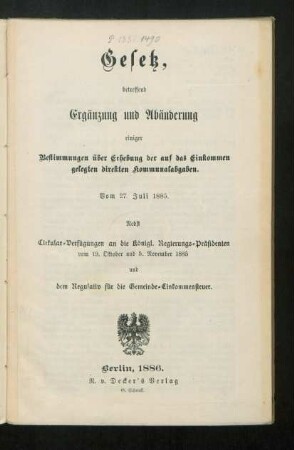 Gesetz,
betreffend
Ergänzung und Abänderung
einiger
Bestimmungen über Erhebung der auf das Einkommen
gelegten direkten Kommunalabgaben.
Vom 27. Juli 1885.
Nebst
Cirkular-Verfügungen an die Königl. Regierungs-Präsidenten
vom 12. Oktober und 5. November 1885
und
dem Regulativ für die Gemeinde-Einkommensteuer.
Berlin, 1886.
R. v. Decker's Verlag
G. Schenck.